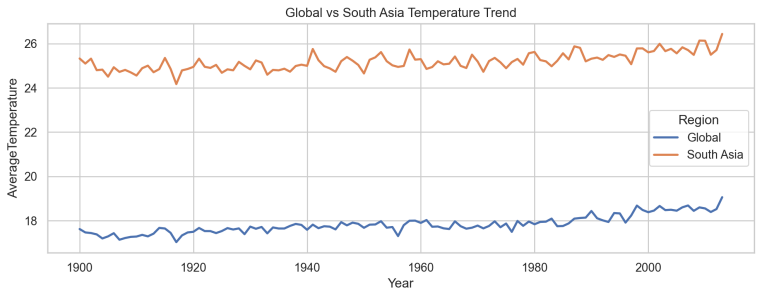 Global vs South Asia Temperature Trend
AverageTemperature
26
24
22
20
18
Region
Global
South Asia
1900
1920
1940
1960
1980
2000
Year